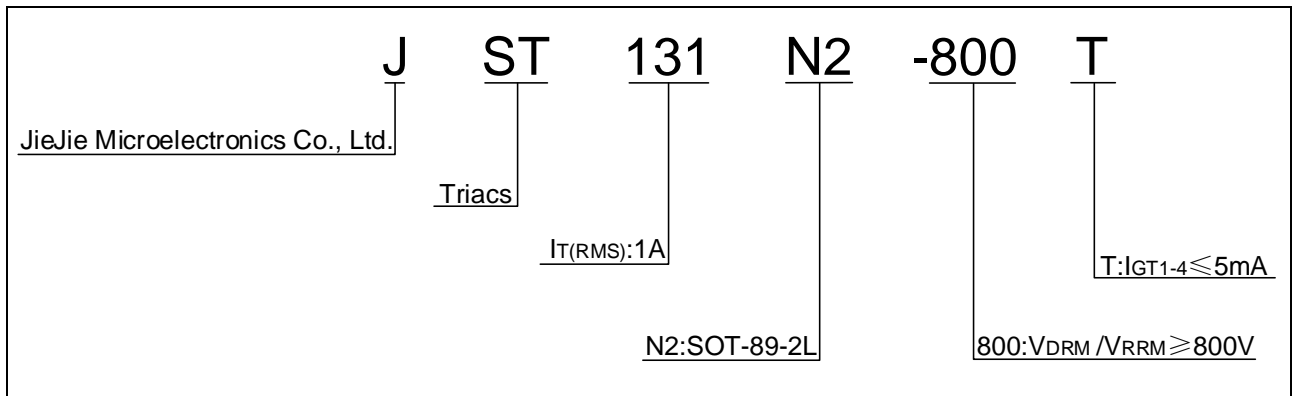 J ST 131 N2 -800 T
JieJie Microelectronics Co., Ltd.
Triacs
IT(RMS):1A
T:IGT1-4≤5mA
N2:SOT-89-2L
800:VDRM /VRRM≥800V